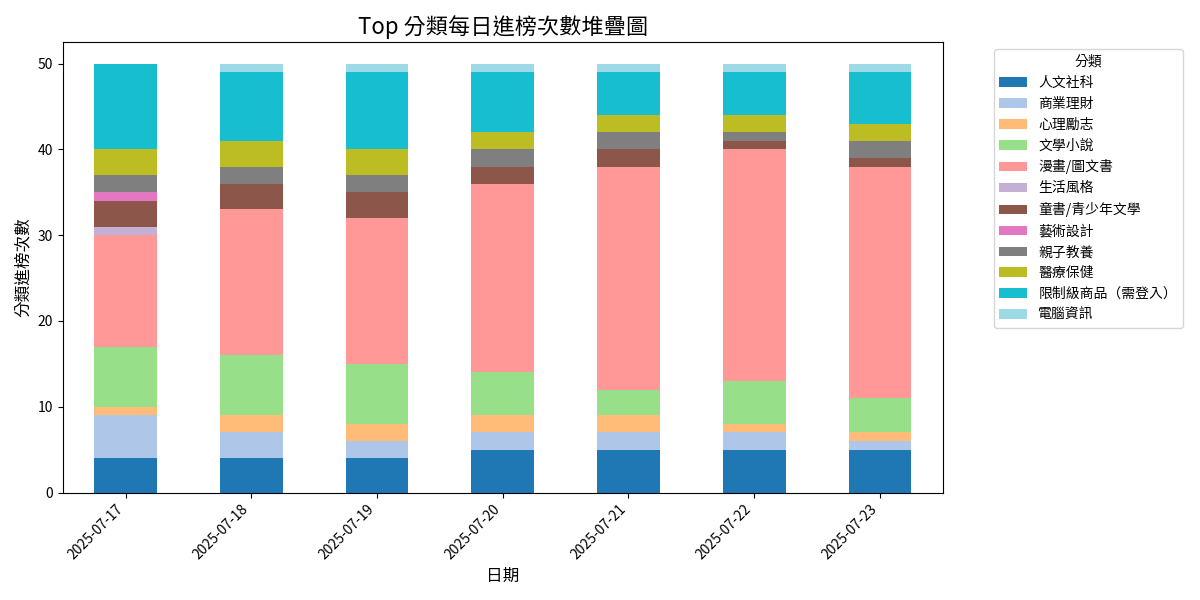 Top 分類每日進榜次數堆疊圖
分類進榜次數
50
40
30
20
10
0
2025-07-17
2025-07-18
2025-07-19
2025-07-20
2025-07-21
2025-07-22
2025-07-23
日期
分類
人文社科
商業理財
心理勵志
文學小說
漫畫/圖文書
生活風格
童書/青少年文學
藝術設計
親子教養
醫療保健
限制級商品（需登入）
電腦資訊